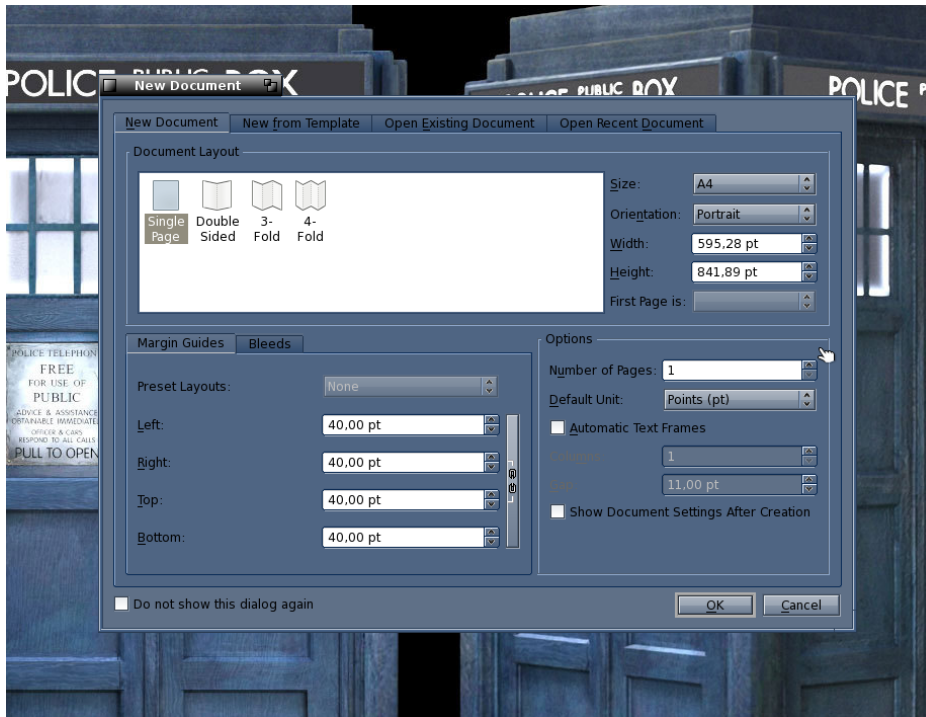 POLICE PUBLIC BOX
POLICE PUBLIC BOX
POLICE
New Document
New Document
New from Template
Open Existing Document
Open Recent Document
Document Layout
Single Page
Double Sided
3-Fold
4-Fold
Size: A4
Orientation: Portrait
Width: 595,28 pt
Height: 841,89 pt
First Page is:
Margin Guides
Bleeds
Preset Layouts: None
Left: 40,00 pt
Right: 40,00 pt
Top: 40,00 pt
Bottom: 40,00 pt
Options
Number of Pages: 1
Default Unit: Points (pt)
Automatic Text Frames
1
11,00 pt
Show Document Settings After Creation
Do not show this dialog again
OK
Cancel
POLICE TELEPHON
FREE
FOR USE OF
PUBLIC
ADVICE & ASSISTANCE
OBTAINABLE IMMEDIATEL
OFFICER & CARS
RESPOND TO ALL CALLS
PULL TO OPEN